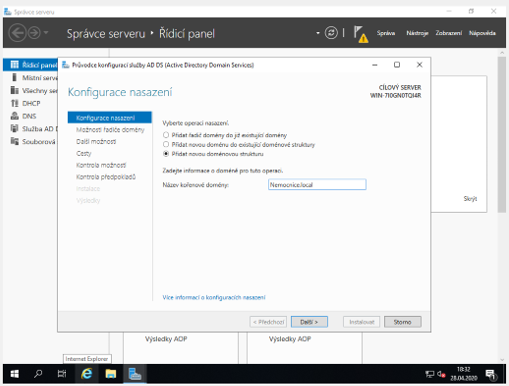 Správce serveru
Správce serveru • Řídicí panel
Správa Nástroje Zobrazení Nápověda
Řídicí panel
Místní server
Všechny ser
DHCP
DNS
Služba AD D
Souborová
Průvodce konfigurací služby AD DS (Active Directory Domain Services)
Konfigurace nasazení
CÍLOVÝ SERVER
WIN-7I0GN0TQI4R
Konfigurace nasazení
Možnosti řadiče domény
Další možnosti
Cesty
Kontrola možností
Kontrola předpokladů
Instalace
Výsledky
Vyberte operaci nasazení.
Přidat řadič domény do již existující domény
Přidat novou doménu do existující doménové struktury
Přidat novou doménovou strukturu
Zadejte informace o doméně pro tuto operaci.
Název kořenové domény: Nemocnice.local
Skrýt
Více informací o konfiguracích nasazení
< Předchozí Další > Instalovat Storno
Výsledky AOP Výsledky AOP
Internet Explorer
18:32
28.04.2020